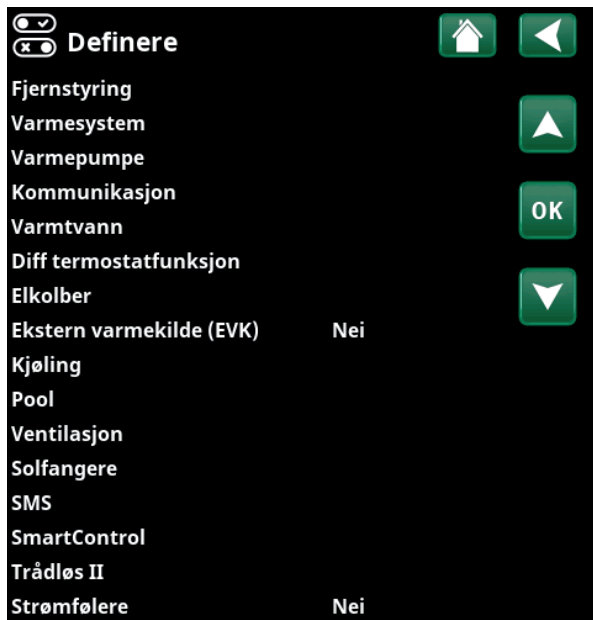 Definere
Fjernstyring
Varmesystem
Varmepumpe
Kommunikasjon
Varmtvann
OK
Diff termostatfunksjon
Elkolber
Ekstern varmekilde (EVK) Nei
Kjøling
Pool
Ventilasjon
Solfangere
SMS
SmartControl
Trådløs II
Strømfølere Nei